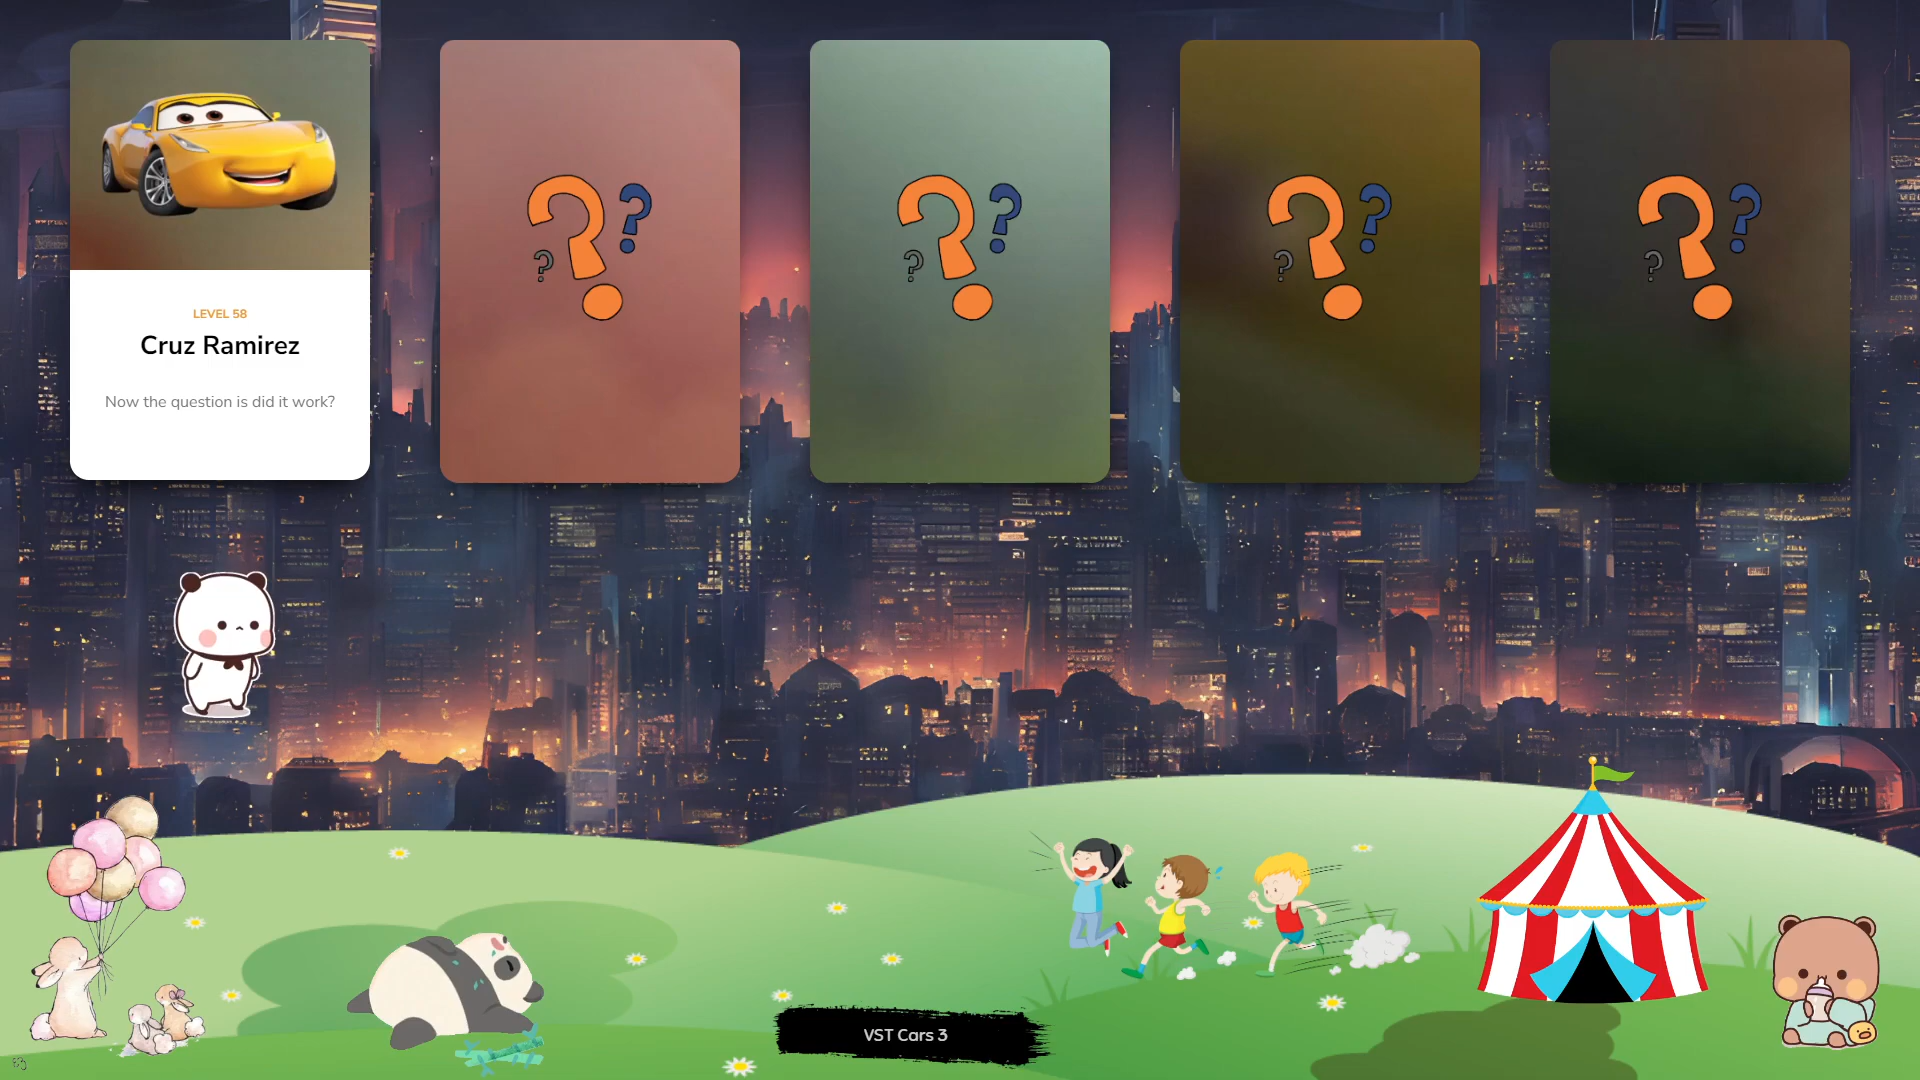 LEVEL 58
Cruz Ramirez
Now the question is did it work?
? ? ?
? ? ?
? ? ?
? ? ?
VST Cars 3